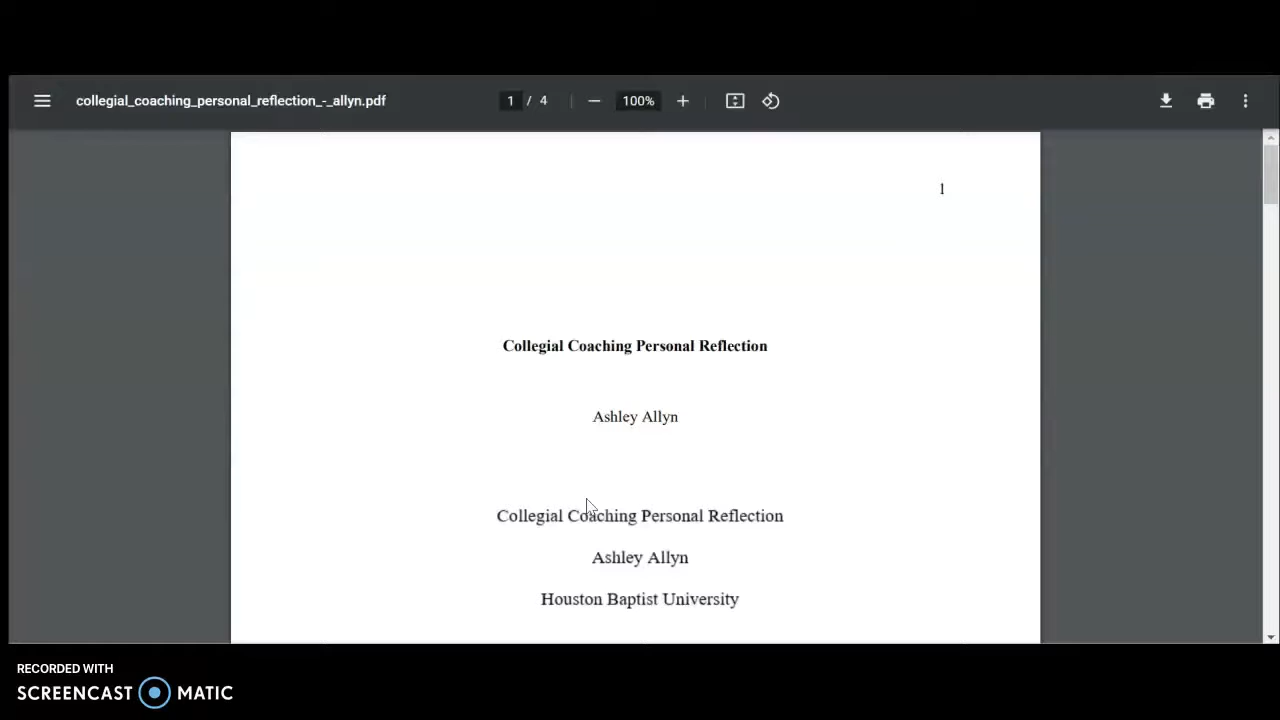 collegial_coaching_personal_reflection_-_allyn.pdf
1 / 4
100%
1
Collegial Coaching Personal Reflection
Ashley Allyn
Collegial Coaching Personal Reflection
Ashley Allyn
Houston Baptist University
RECORDED WITH
SCREENCAST MATIC